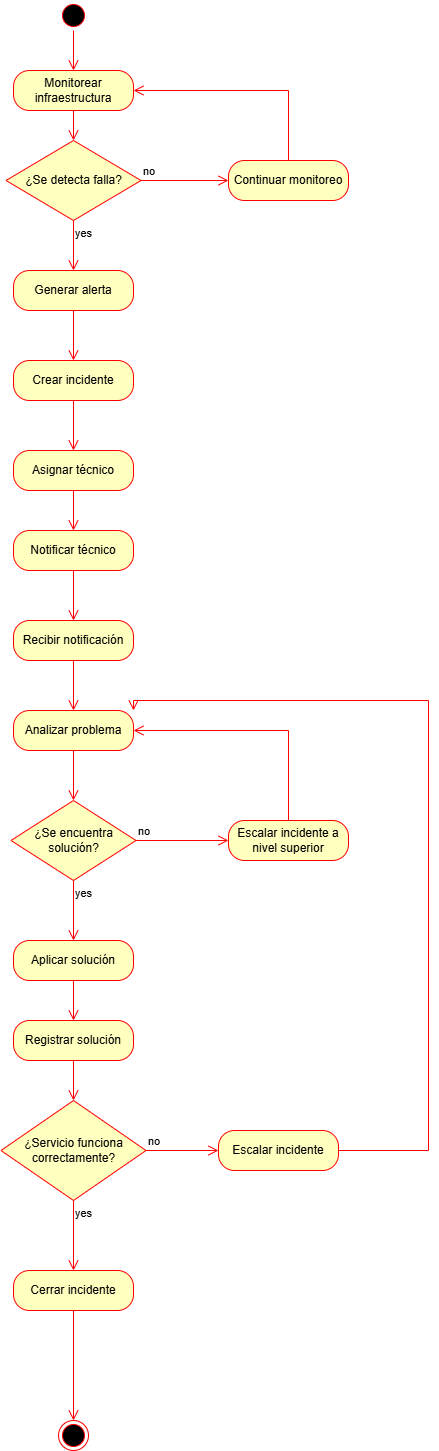 Monitorear
infraestructura
¿Se detecta falla?
no
Continuar monitoreo
yes
Generar alerta
Crear incidente
Asignar técnico
Notificar técnico
Recibir notificación
Analizar problema
¿Se encuentra
solución?
no
Escalar incidente a
nivel superior
yes
Aplicar solución
Registrar solución
¿Servicio funciona
correctamente?
no
Escalar incidente
yes
Cerrar incidente